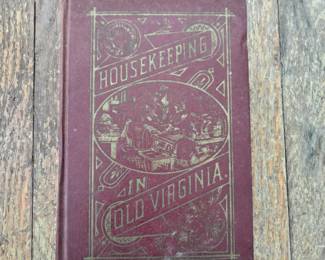 HOUSEKEEPING
IN
OLD VIRGINIA.